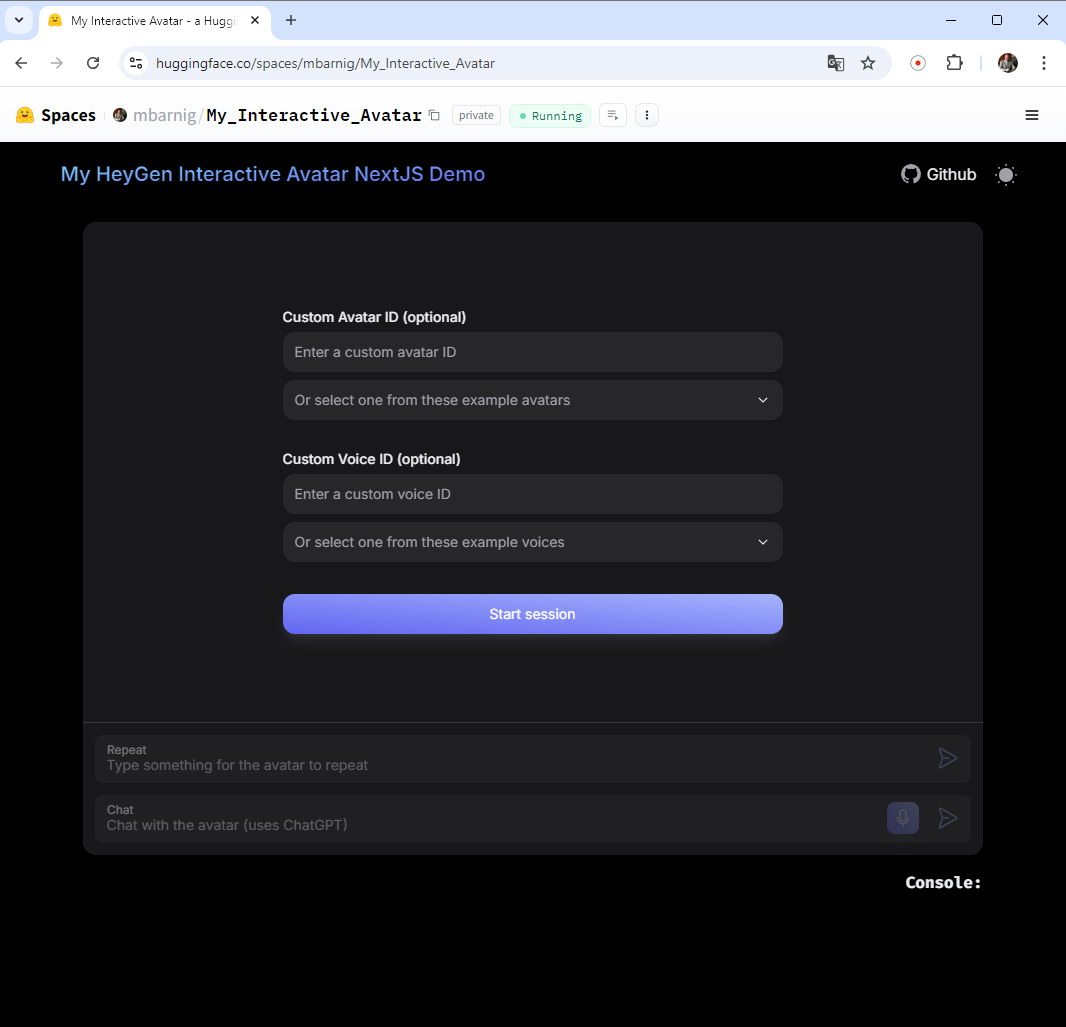 My Interactive Avatar - a Huggi
huggingface.co/spaces/mbarnig/My_Interactive_Avatar
Spaces mbarnig/My_Interactive_Avatar private Running
My HeyGen Interactive Avatar NextJS Demo
Github
Custom Avatar ID (optional)
Enter a custom avatar ID
Or select one from these example avatars
Custom Voice ID (optional)
Enter a custom voice ID
Or select one from these example voices
Start session
Repeat
Type something for the avatar to repeat
Chat
Chat with the avatar (uses ChatGPT)
Console: